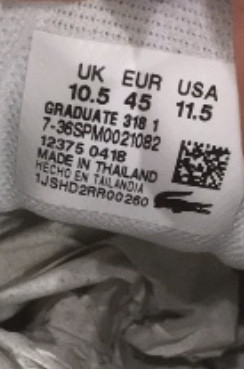 UK EUR USA
10.5 45 11.5
GRADUATE 318 1
7-36SPM0021082
12375 0418
MADE IN THAILAND
HECHO EN TAILANDIA
1JSHD2RR00260